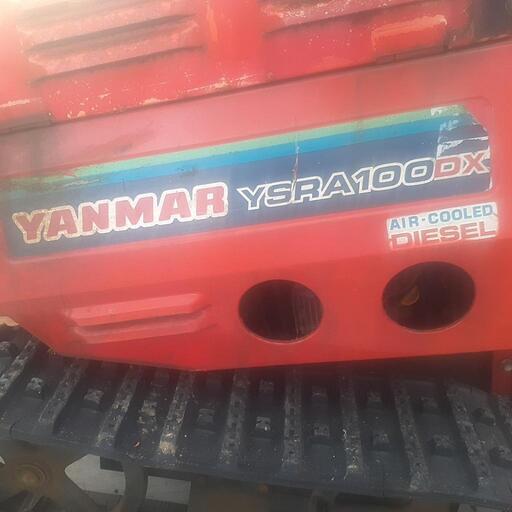 YANMAR YSRA100DX
AIR-COOLED
DIESEL